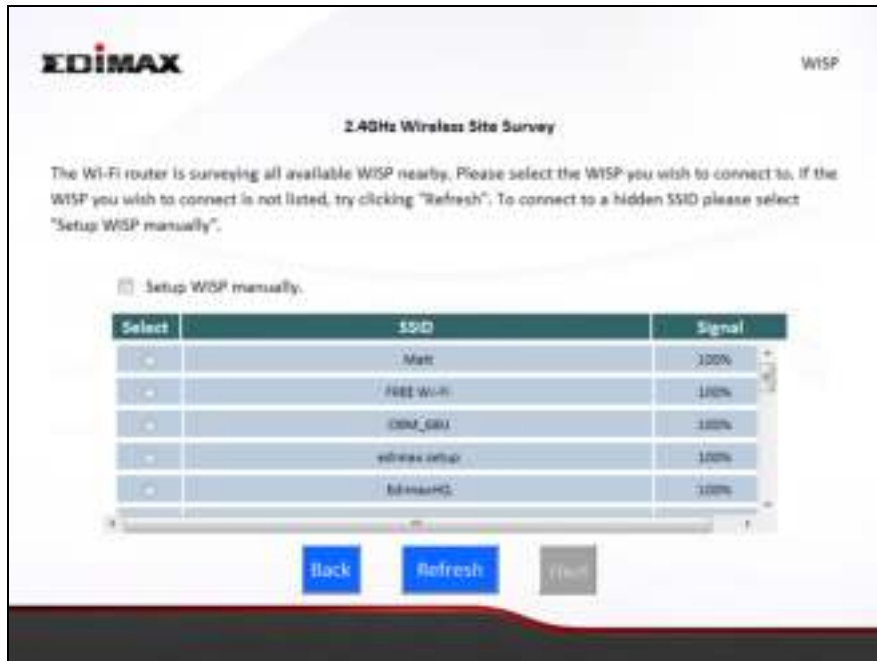 EDIMAX
WISP
2.4GHz Wireless Site Survey
The Wi-Fi router is surveying all available WISP nearby. Please select the WISP you wish to connect to. If the
WISP you wish to connect is not listed, try clicking "Refresh". To connect to a hidden SSID please select
"Setup WISP manually".
Setup WISP manually.
Select SSID Signal
Matt 100%
FREE Wi-Fi 100%
100%
edimax.setup 100%
EdimaxHQ 100%
Back Refresh Next